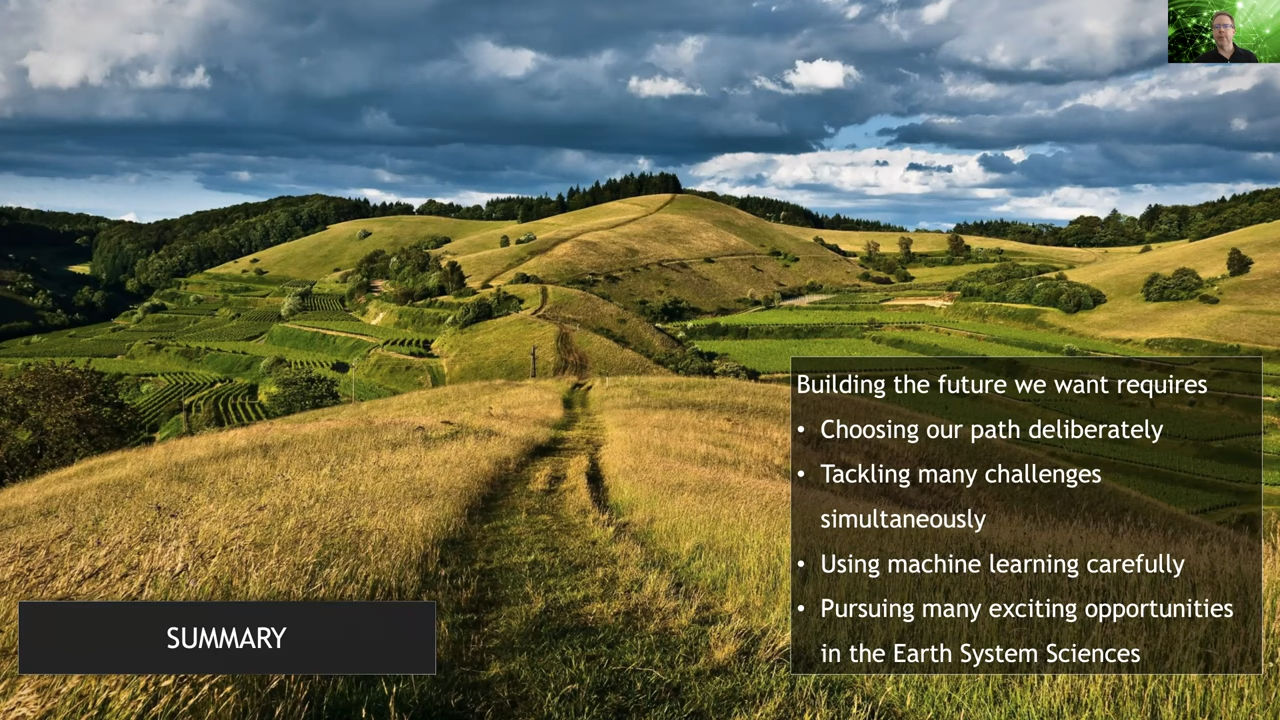 Building the future we want requires
• Choosing our path deliberately
• Tackling many challenges
simultaneously
• Using machine learning carefully
• Pursuing many exciting opportunities
in the Earth System Sciences
SUMMARY